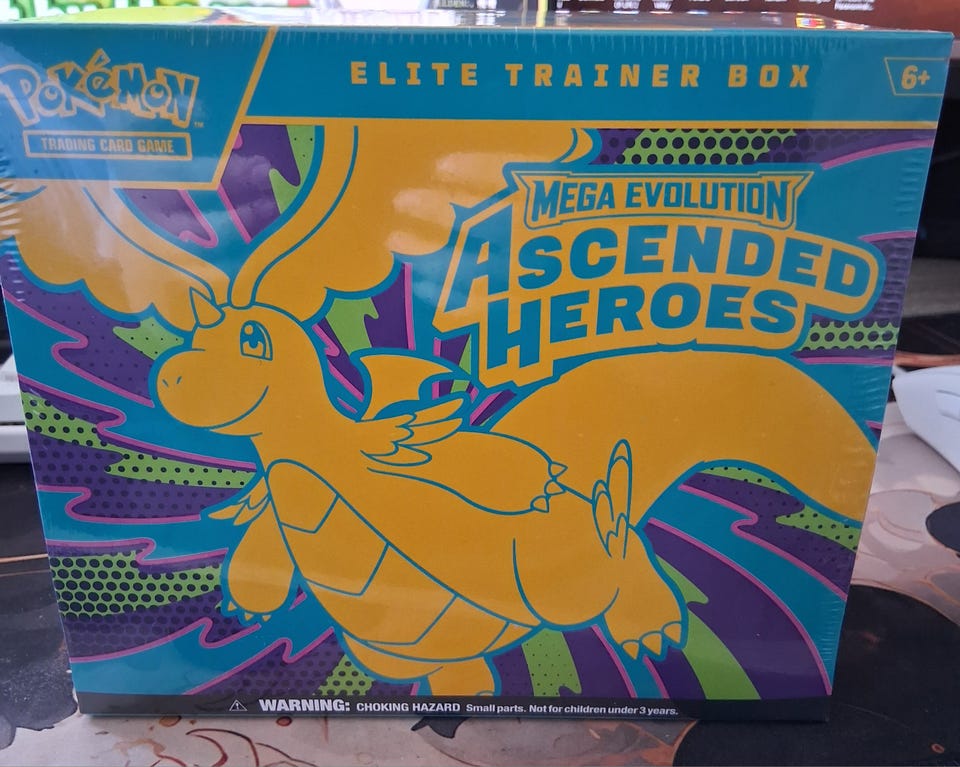 POKéMON
TM
TRADING CARD GAME
ELITE TRAINER BOX
6+
MEGA EVOLUTION
ASCENDED
HEROES
WARNING: CHOKING HAZARD Small parts. Not for children under 3 years.